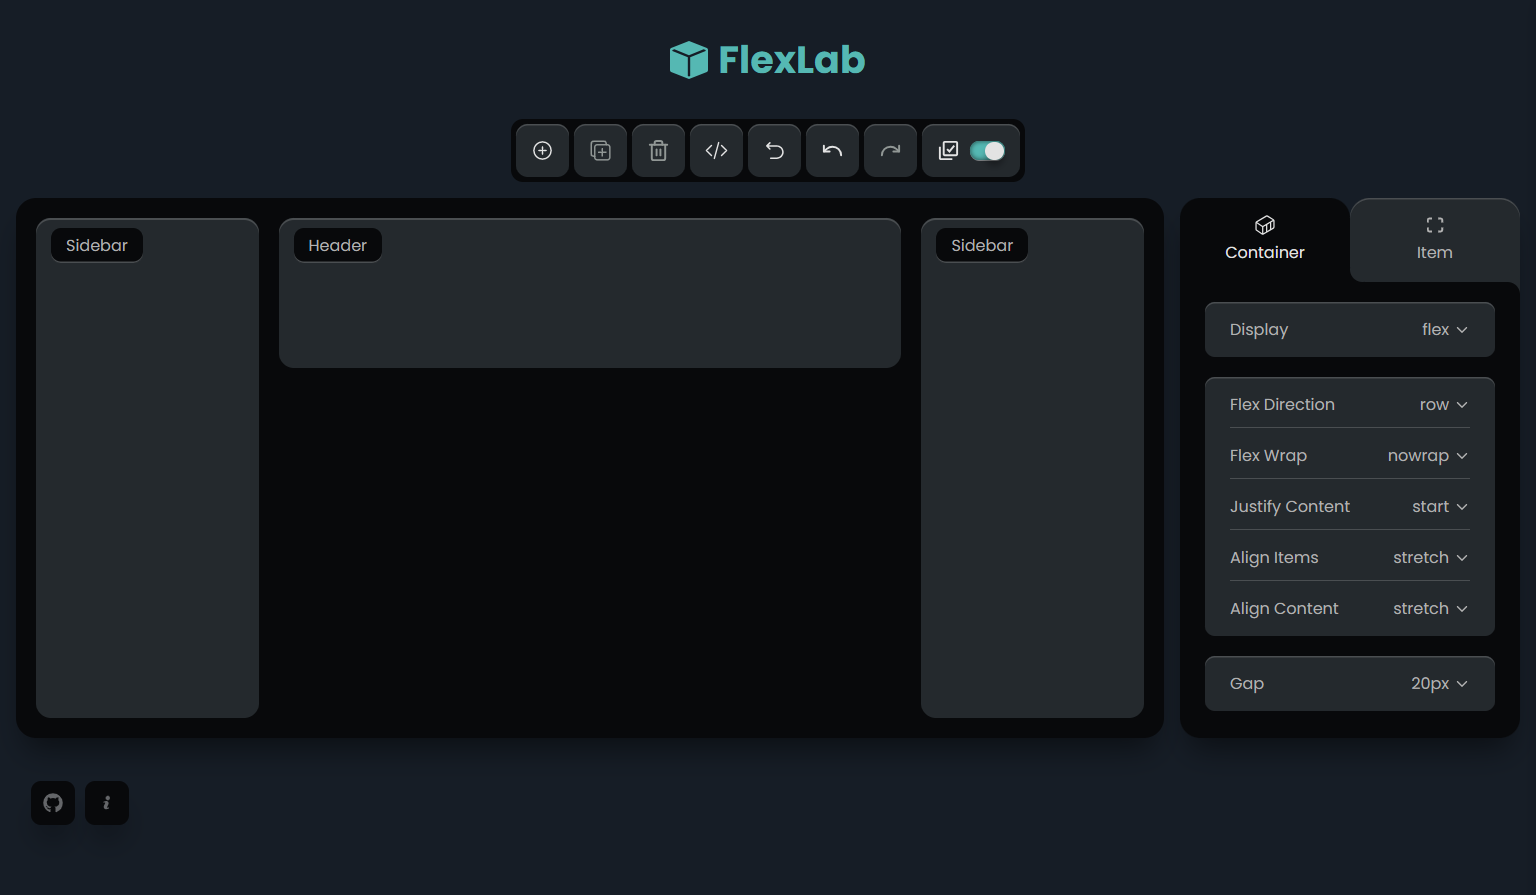 FlexLab
Sidebar
Header
Sidebar
Container
Item
Display flex
Flex Direction row
Flex Wrap nowrap
Justify Content start
Align Items stretch
Align Content stretch
Gap 20px